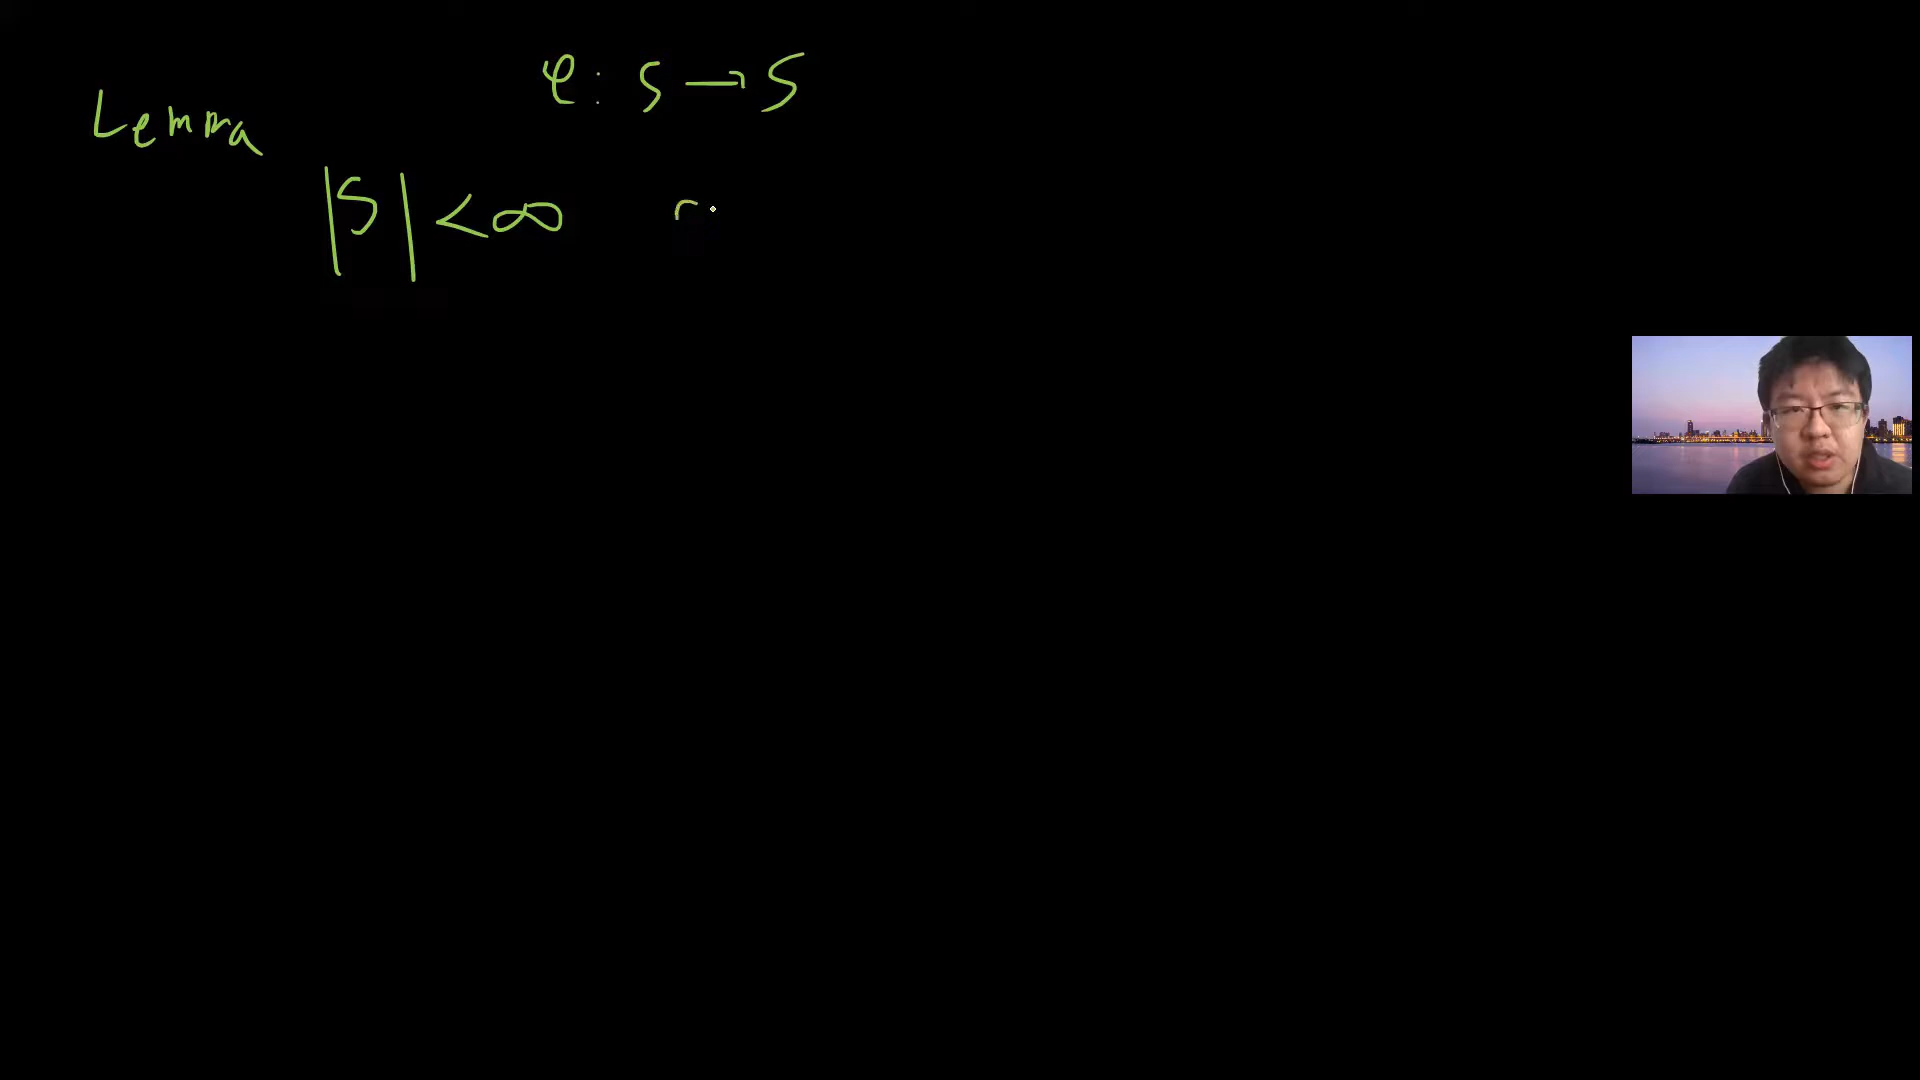 φ: S → S
Lemma
|S| < ∞